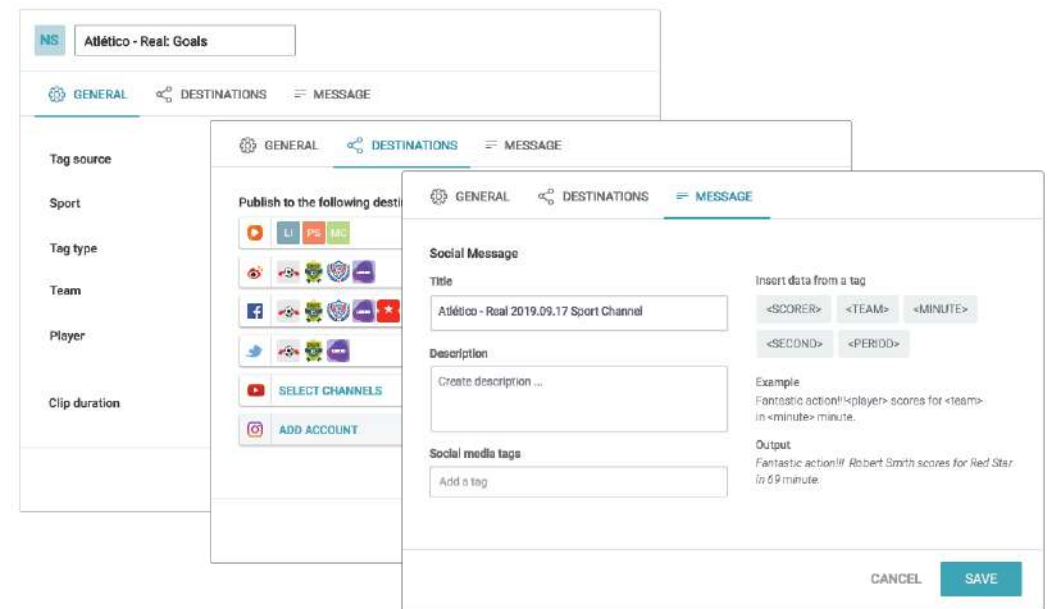 NS
Atlético - Real: Goals
GENERAL
DESTINATIONS
MESSAGE
Tag source
Sport
Tag type
Team
Player
Clip duration
GENERAL
DESTINATIONS
MESSAGE
Publish to the following desti
LI
PS
MC
SELECT CHANNELS
ADD ACCOUNT
GENERAL
DESTINATIONS
MESSAGE
Social Message
Title
Atlético - Real 2019.09.17 Sport Channel
Description
Create description ...
Social media tags
Add a tag
Insert data from a tag
<SCORER>
<TEAM>
<MINUTE>
<SECOND>
<PERIOD>
Example
Fantastic action!!!<player> scores for <team>
in <minute> minute.
Output
Fantastic action!!! Robert Smith scores for Red Star
in 69 minute.
CANCEL
SAVE